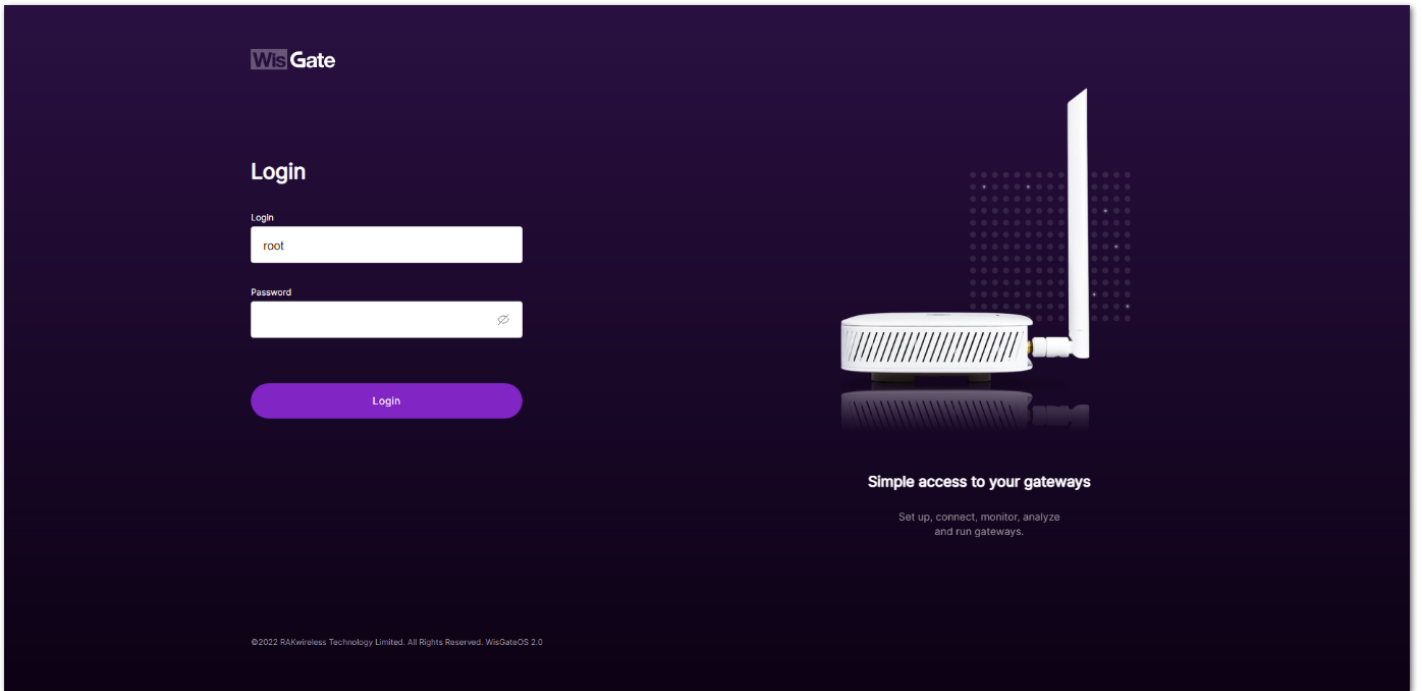 WisGate
Login
Login
root
Password
Login
Simple access to your gateways
Set up, connect, monitor, analyze
and run gateways.
©2022 RAKwireless Technology Limited. All Rights Reserved. WisGateOS 2.0